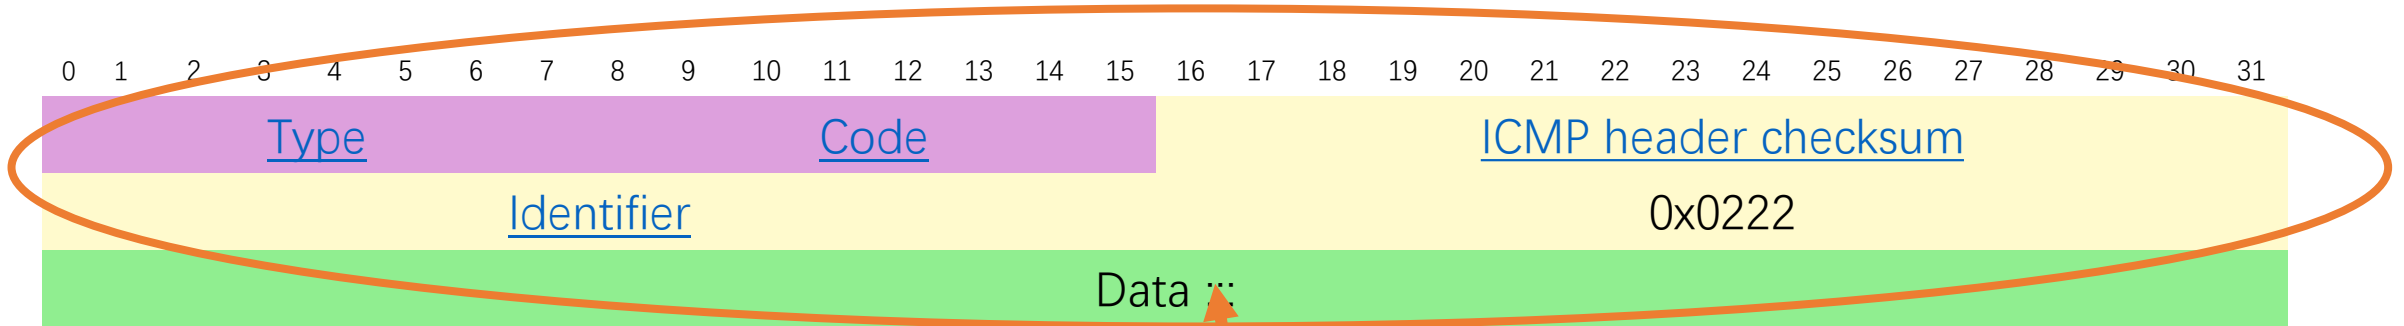 0 1 2 3 4 5 6 7 8 9 10 11 12 13 14 15 16 17 18 19 20 21 22 23 24 25 26 27 28 29 30 31
Type Code ICMP header checksum
Identifier 0x0222
Data :::